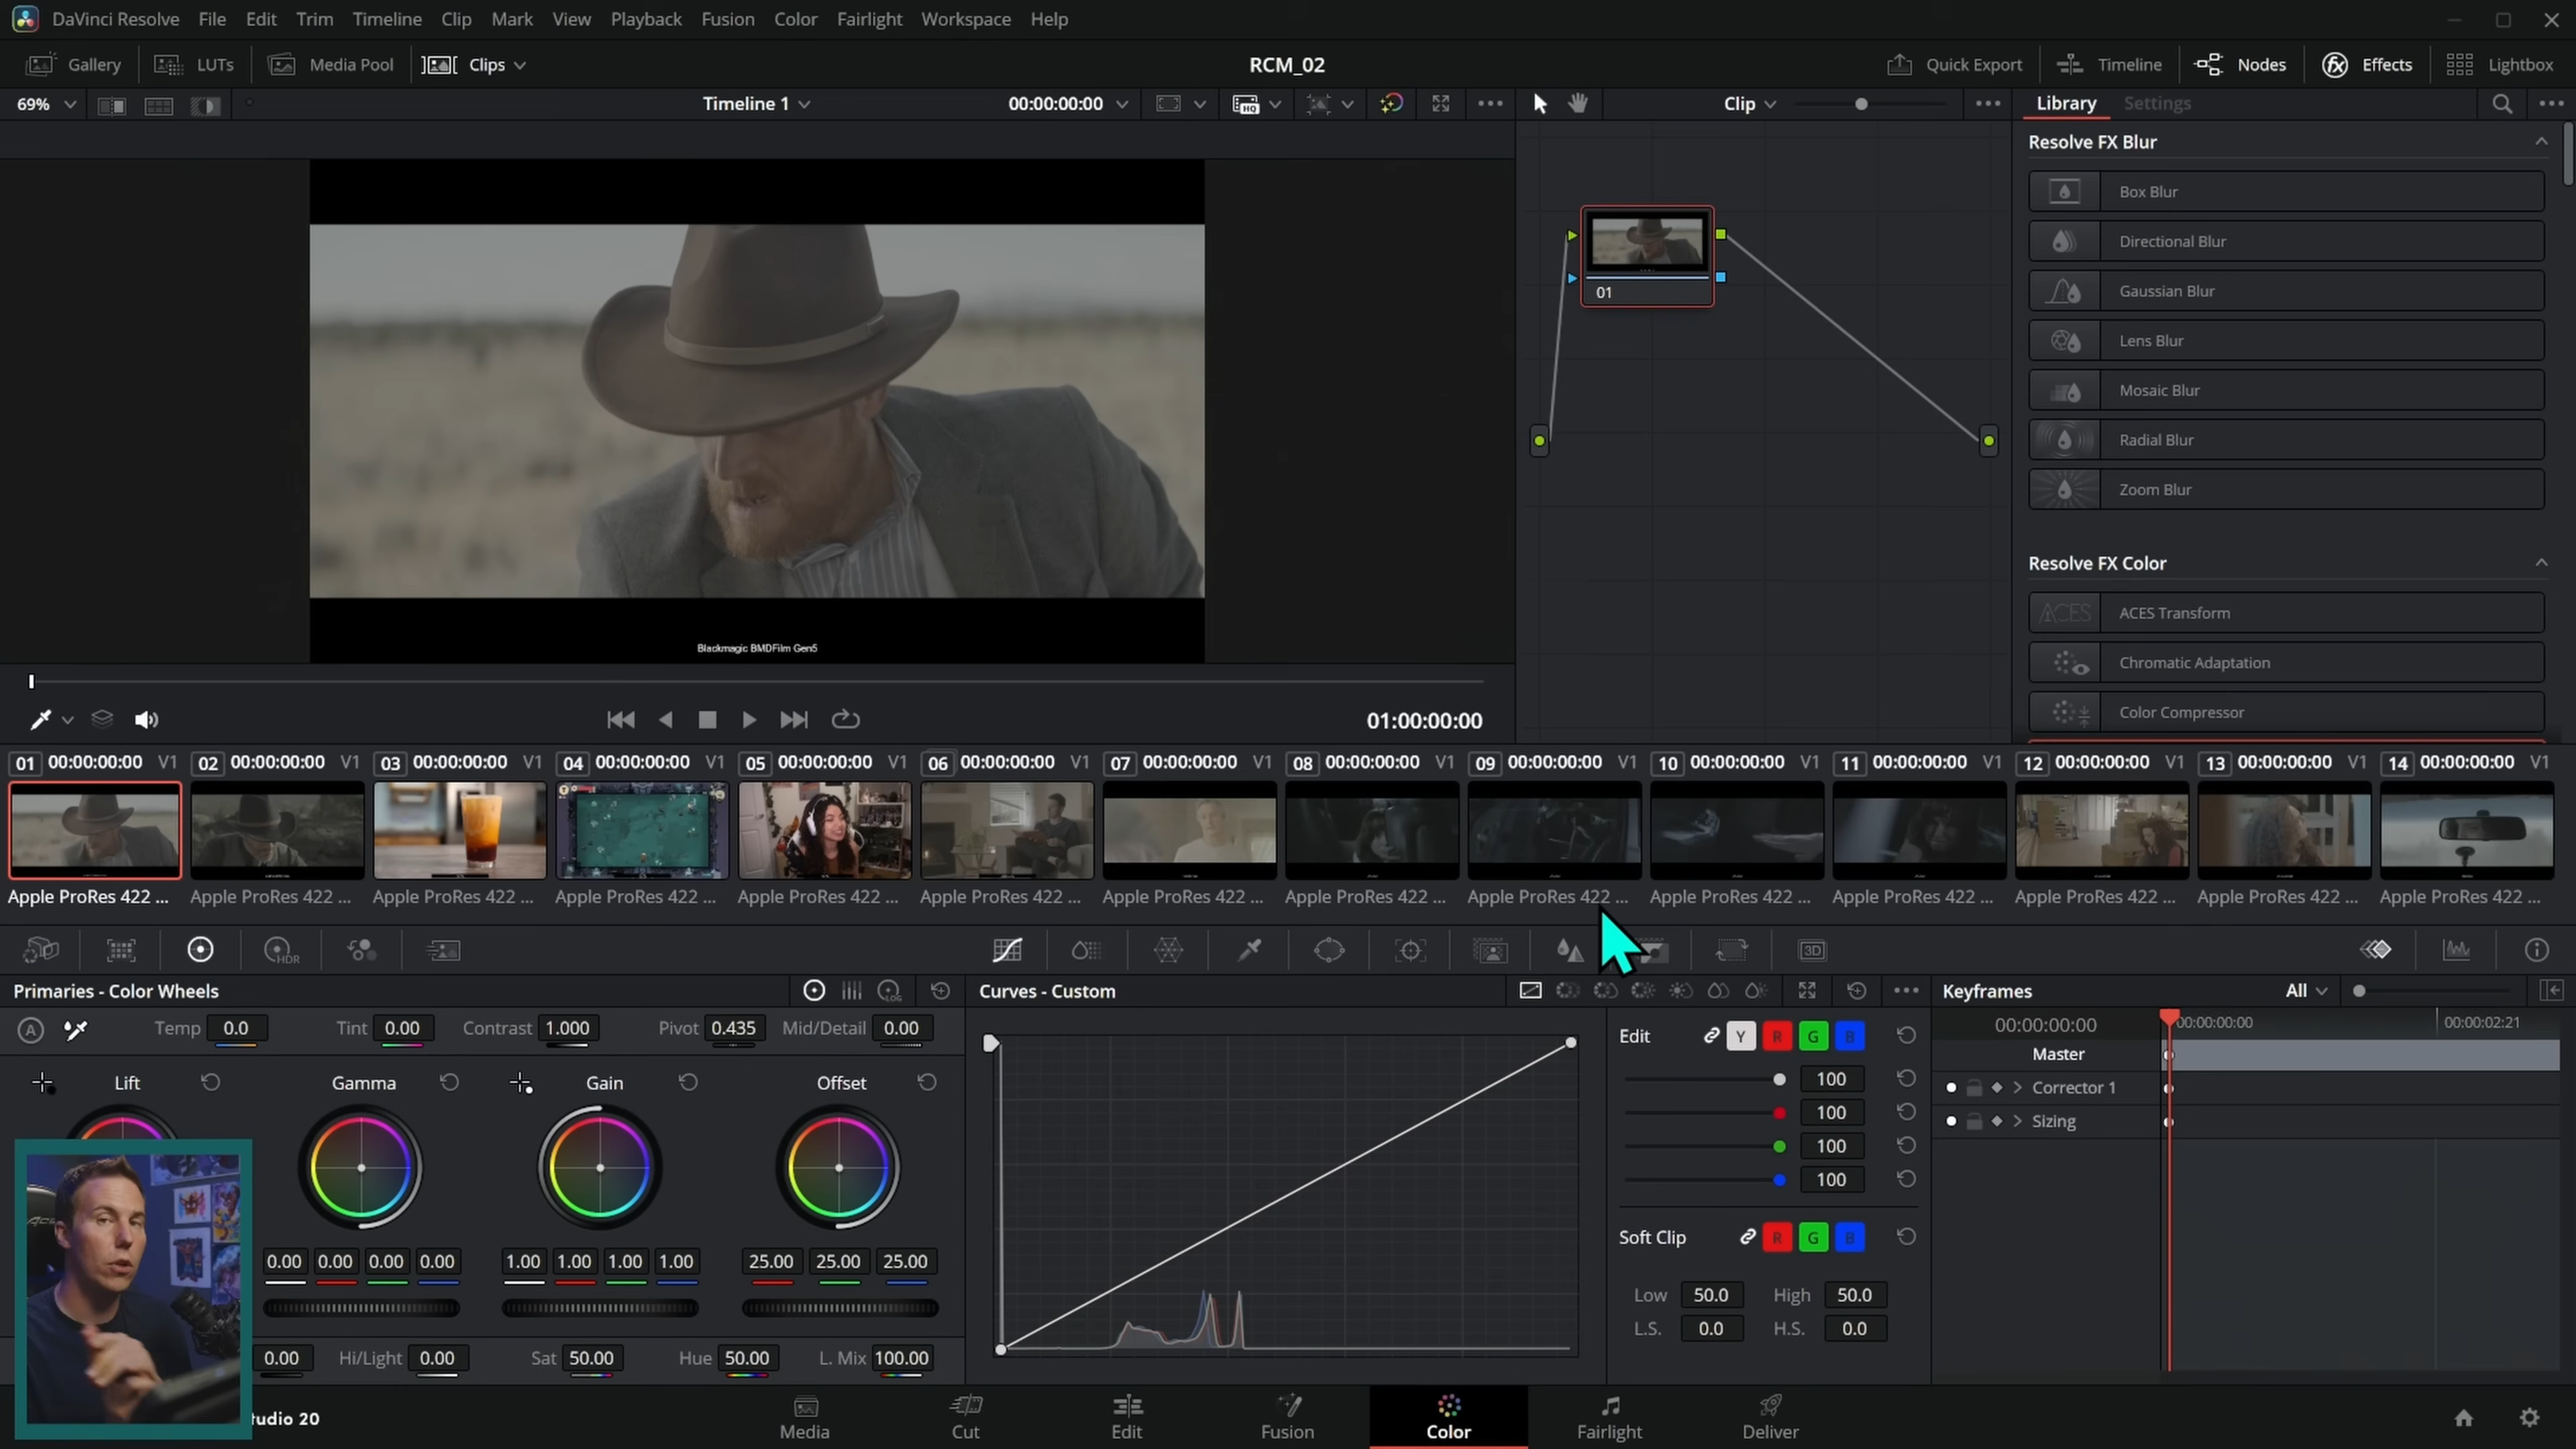 DaVinci Resolve File Edit Trim Timeline Clip Mark View Playback Fusion Color Fairlight Workspace Help
Gallery LUTs Media Pool Clips RCM_02 Quick Export Timeline Nodes Effects Lightbox
69% Timeline 1 00:00:00:00 Clip Library Settings
Resolve FX Blur
Box Blur
Directional Blur
Gaussian Blur
Lens Blur
Mosaic Blur
Radial Blur
Zoom Blur
Resolve FX Color
ACES ACES Transform
Chromatic Adaptation
Color Compressor
01
Blackmagic BMDFilm Gen5
01:00:00:00
01 00:00:00:00 V1 02 00:00:00:00 V1 03 00:00:00:00 V1 04 00:00:00:00 V1 05 00:00:00:00 V1 06 00:00:00:00 V1 07 00:00:00:00 V1 08 00:00:00:00 V1 09 00:00:00:00 V1 10 00:00:00:00 V1 11 00:00:00:00 V1 12 00:00:00:00 V1 13 00:00:00:00 V1 14 00:00:00:00 V1
Apple ProRes 422 ... Apple ProRes 422 ... Apple ProRes 422 ... Apple ProRes 422 ... Apple ProRes 422 ... Apple ProRes 422 ... Apple ProRes 422 ... Apple ProRes 422 ... Apple ProRes 422 ... Apple ProRes 422 ... Apple ProRes 422 ... Apple ProRes 422 ... Apple ProRes 422 ... Apple ProRes 422 ...
HDR 3D
Primaries - Color Wheels LOG
Temp 0.0 Tint 0.00 Contrast 1.000 Pivot 0.435 Mid/Detail 0.00
Lift Gamma Gain Offset
0.00 0.00 0.00 0.00 1.00 1.00 1.00 1.00 25.00 25.00 25.00
0.00 Hi/Light 0.00 Sat 50.00 Hue 50.00 L. Mix 100.00
Curves - Custom
Edit Y R G B
100
100
100
100
Soft Clip R G B
Low 50.0 High 50.0
L.S. 0.0 H.S. 0.0
Keyframes All
00:00:00:00 00:00:00:00 00:00:02:21
Master
Corrector 1
Sizing
tudio 20
Media Cut Edit Fusion Color Fairlight Deliver